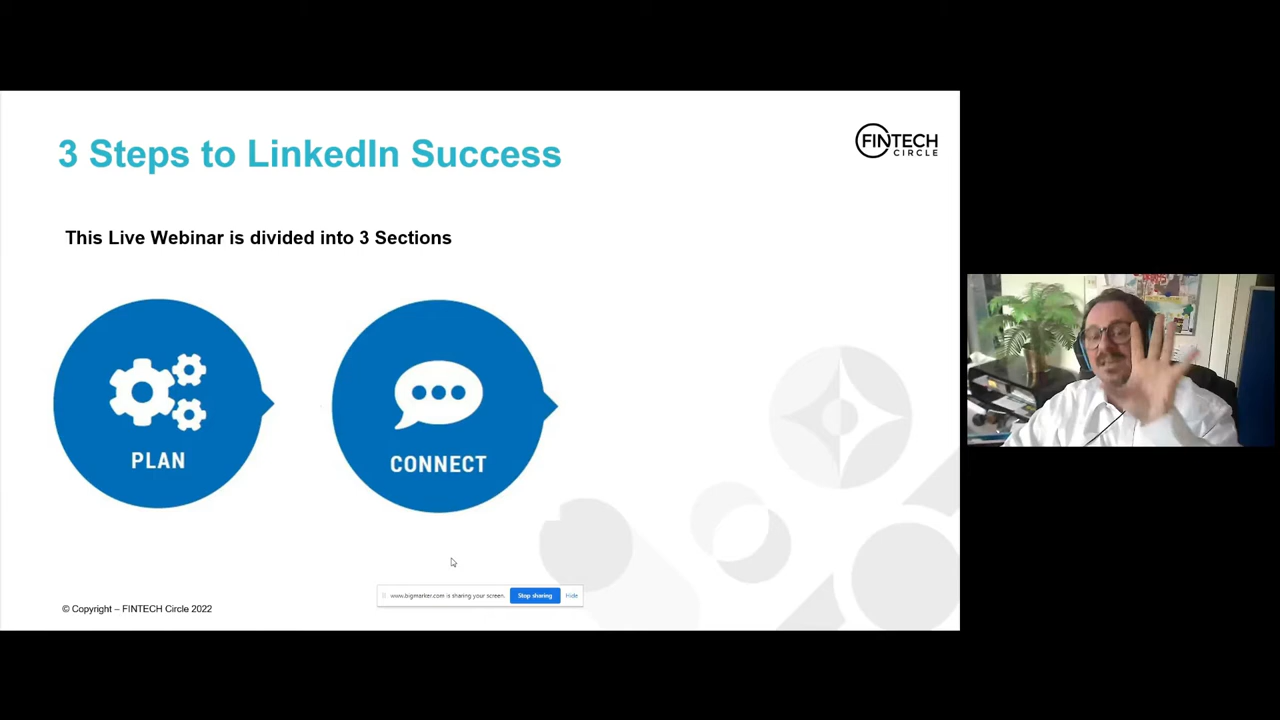 3 Steps to LinkedIn Success
FINTECH
CIRCLE
This Live Webinar is divided into 3 Sections
PLAN
CONNECT
www.bigmarker.com is sharing your screen.
Stop sharing
Hide
© Copyright – FINTECH Circle 2022